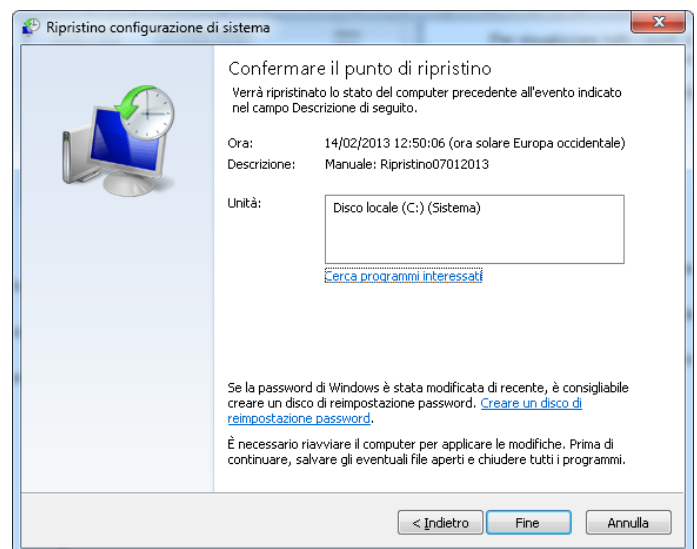 Ripristino configurazione di sistema
Confermare il punto di ripristino
Verrà ripristinato lo stato del computer precedente all'evento indicato
nel campo Descrizione di seguito.
Ora: 14/02/2013 12:50:06 (ora solare Europa occidentale)
Descrizione: Manuale: Ripristino07012013
Unità: Disco locale (C:) (Sistema)
Cerca programmi interessati
Se la password di Windows è stata modificata di recente, è consigliabile
creare un disco di reimpostazione password. Creare un disco di
reimpostazione password.
È necessario riavviare il computer per applicare le modifiche. Prima di
continuare, salvare gli eventuali file aperti e chiudere tutti i programmi.
< Indietro Fine Annulla